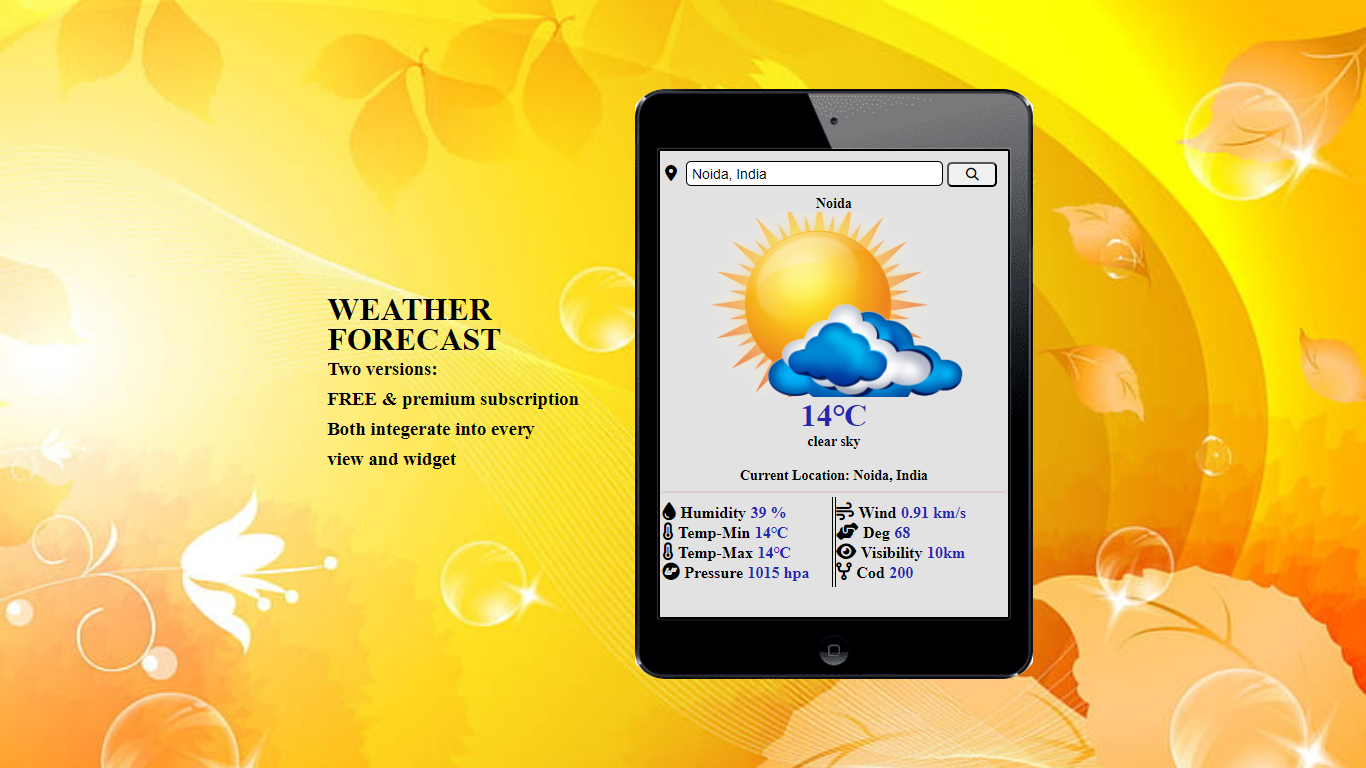 WEATHER
FORECAST
Two versions:
FREE & premium subscription
Both integerate into every
view and widget
Noida, India
Noida
14°C
clear sky
Current Location: Noida, India
Humidity 39 %
Temp-Min 14°C
Temp-Max 14°C
Pressure 1015 hpa
Wind 0.91 km/s
Deg 68
Visibility 10km
Cod 200